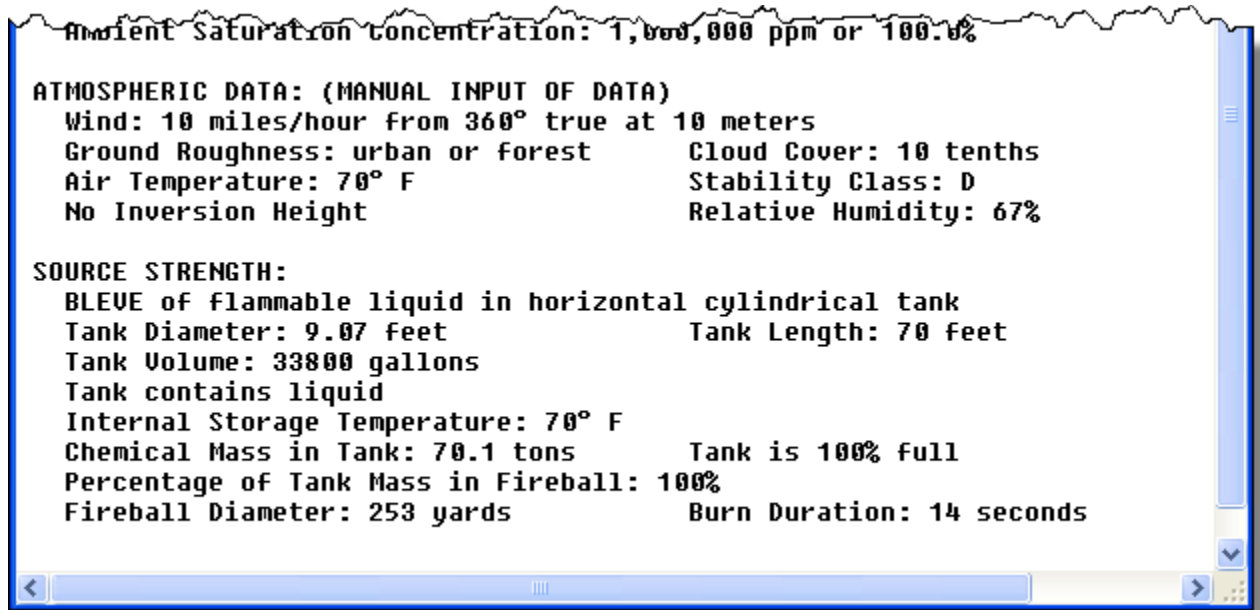 Ambient Saturation Concentration: 1,000,000 ppm or 100.0%
ATMOSPHERIC DATA: (MANUAL INPUT OF DATA)
Wind: 10 miles/hour from 360° true at 10 meters
Ground Roughness: urban or forest Cloud Cover: 10 tenths
Air Temperature: 70° F Stability Class: D
No Inversion Height Relative Humidity: 67%
SOURCE STRENGTH:
BLEVE of flammable liquid in horizontal cylindrical tank
Tank Diameter: 9.07 feet Tank Length: 70 feet
Tank Volume: 33800 gallons
Tank contains liquid
Internal Storage Temperature: 70° F
Chemical Mass in Tank: 70.1 tons Tank is 100% full
Percentage of Tank Mass in Fireball: 100%
Fireball Diameter: 253 yards Burn Duration: 14 seconds